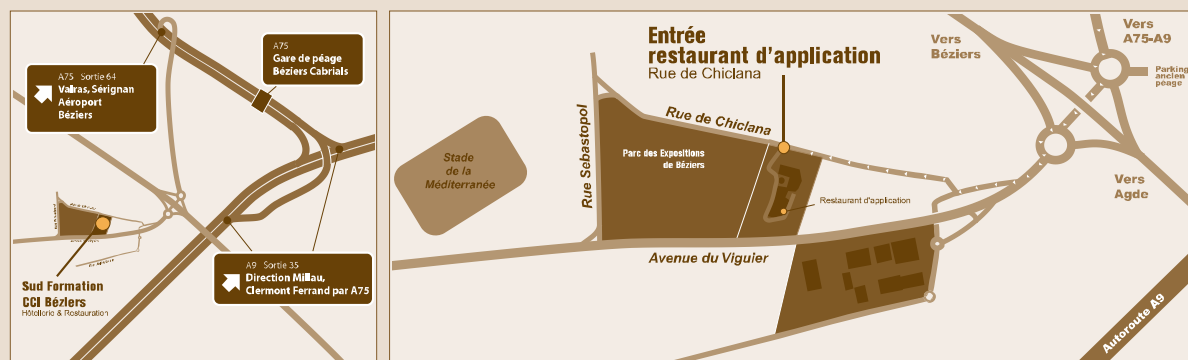 A75
Gare de péage
Béziers Cabrials
A75 Sortie 64
Valras, Sérignan
Aéroport
Béziers
Sud Formation
CCI Béziers
Hôtellerie & Restauration
A9 Sortie 35
Direction Millau,
Clermont Ferrand par A75
Entrée
restaurant d'application
Rue de Chiclana
Vers
Béziers
Vers
A75-A9
Parking
ancien
péage
Rue Sebastopol
Rue de Chiclana
Stade
de la
Méditerranée
Parc des Expositions
de Béziers
Restaurant d'application
Vers
Agde
Avenue du Viguier
Autoroute A9